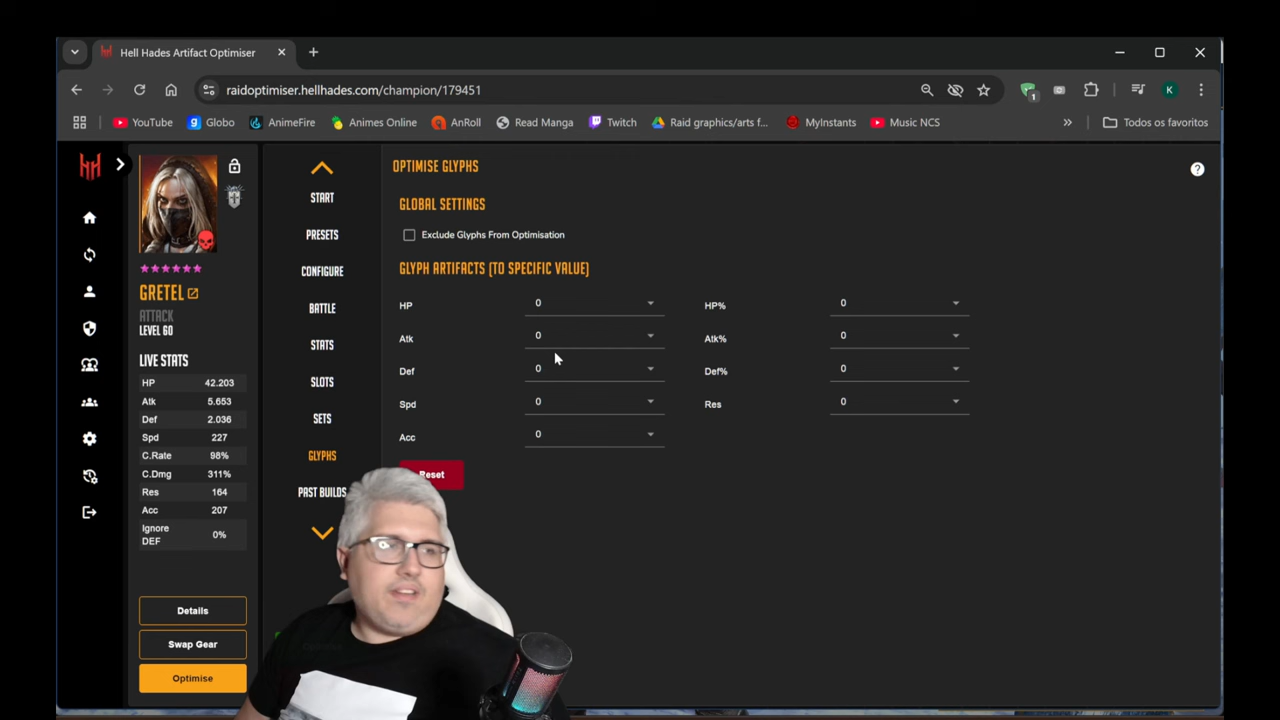 Hell Hades Artifact Optimiser
raidoptimiser.hellhades.com/champion/179451
1
K
YouTube
Globo
AnimeFire
Animes Online
AnRoll
Read Manga
Twitch
Raid graphics/arts f...
MyInstants
Music NCS
Todos os favoritos
GRETEL
ATTACK
LEVEL 60
LIVE STATS
HP 42.203
Atk 5.653
Def 2.036
Spd 227
C.Rate 98%
C.Dmg 311%
Res 164
Acc 207
Ignore DEF 0%
Details
Swap Gear
Optimise
START
PRESETS
CONFIGURE
BATTLE
STATS
SLOTS
SETS
GLYPHS
PAST BUILDS
OPTIMISE GLYPHS
GLOBAL SETTINGS
Exclude Glyphs From Optimisation
GLYPH ARTIFACTS (TO SPECIFIC VALUE)
HP 0 HP% 0
Atk 0 Atk% 0
Def 0 Def% 0
Spd 0 Res 0
Acc 0
Reset